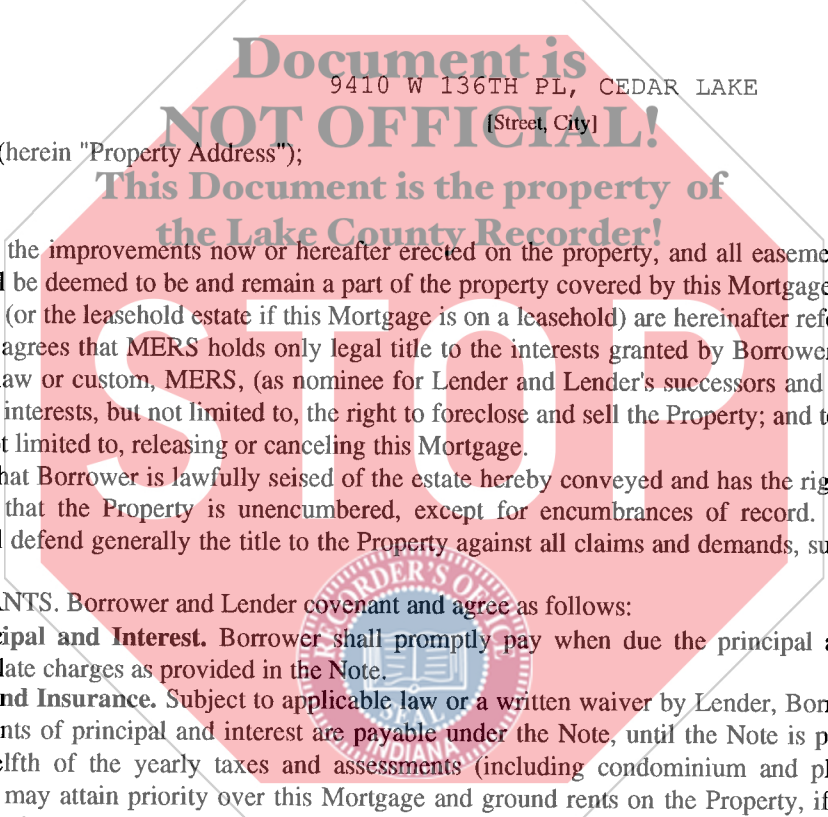 Document is
9410 W 136TH PL, CEDAR LAKE
NOT OFFICIAL!
[Street, City]
(herein "Property Address");
This Document is the property of
the Lake County Recorder!
the improvements now or hereafter erected on the property, and all easeme
l be deemed to be and remain a part of the property covered by this Mortgage
(or the leasehold estate if this Mortgage is on a leasehold) are hereinafter refe
agrees that MERS holds only legal title to the interests granted by Borrower
aw or custom, MERS, (as nominee for Lender and Lender's successors and
interests, but not limited to, the right to foreclose and sell the Property; and to
t limited to, releasing or canceling this Mortgage.
hat Borrower is lawfully seised of the estate hereby conveyed and has the rig
that the Property is unencumbered, except for encumbrances of record.
l defend generally the title to the Property against all claims and demands, su
STOP
ANTS. Borrower and Lender covenant and agree as follows:
cipal and Interest. Borrower shall promptly pay when due the principal a
late charges as provided in the Note.
nd Insurance. Subject to applicable law or a written waiver by Lender, Bor
nts of principal and interest are payable under the Note, until the Note is p
elfth of the yearly taxes and assessments (including condominium and pl
may attain priority over this Mortgage and ground rents on the Property, if
RECORDER'S OFFICE
SEAL
INDIANA